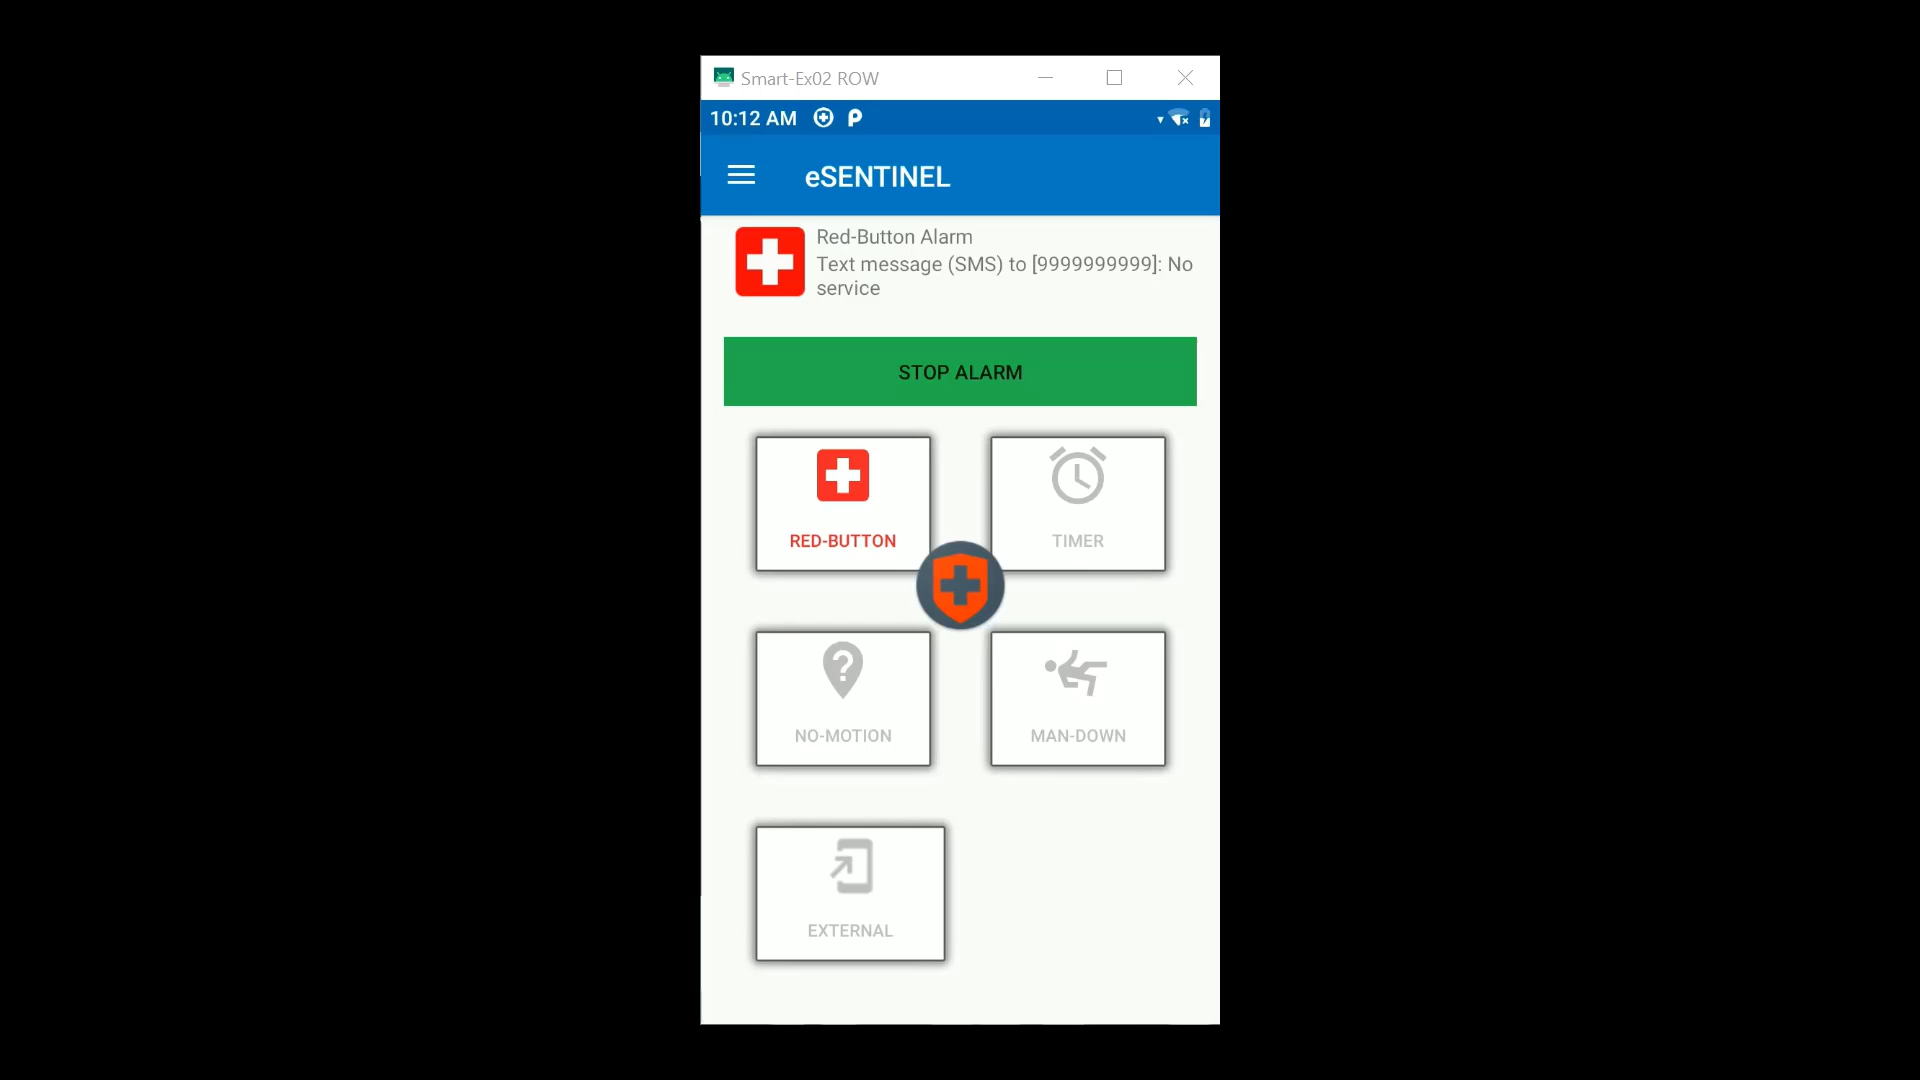 Smart-Ex02 ROW
10:12 AM
eSENTINEL
Red-Button Alarm
Text message (SMS) to [9999999999]: No
service
STOP ALARM
RED-BUTTON
TIMER
NO-MOTION
MAN-DOWN
EXTERNAL